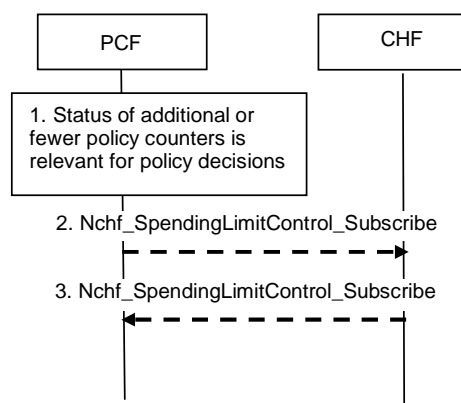 PCF
CHF
1. Status of additional or
fewer policy counters is
relevant for policy decisions
2. Nchf_SpendingLimitControl_Subscribe
3. Nchf_SpendingLimitControl_Subscribe